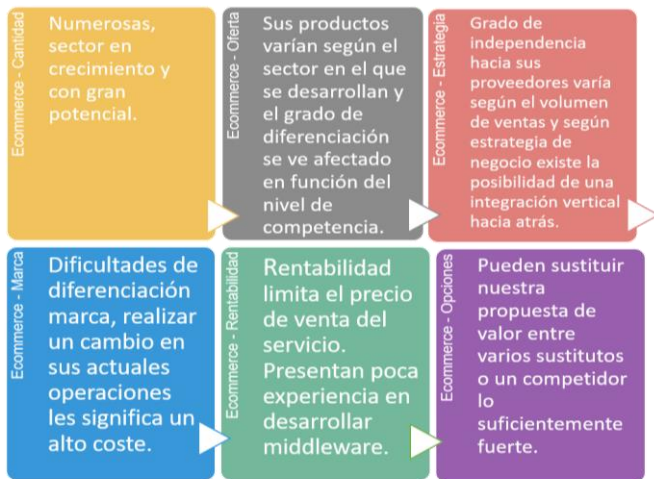 Ecommerce - Cantidad
Numerosas,
sector en
crecimiento y
con gran
potencial.
Ecommerce - Oferta
Sus productos
varían según el
sector en el que
se desarrollan y
el grado de
diferenciación
se ve afectado
en función del
nivel de
competencia.
Ecommerce - Estrategia
Grado de
independencia
hacia sus
proveedores varía
según el volumen
de ventas y según
estrategia de
negocio existe la
posibilidad de una
integración vertical
hacia atrás.
Ecommerce - Marca
Dificultades de
diferenciación
marca, realizar
un cambio en
sus actuales
operaciones
les significa un
alto coste.
Ecommerce - Rentabilidad
Rentabilidad
limita el precio
de venta del
servicio.
Presentan poca
experiencia en
desarrollar
middleware.
Ecommerce - Opciones
Pueden sustituir
nuestra
propuesta de
valor entre
varios sustitutos
o un competidor
lo
suficientemente
fuerte.